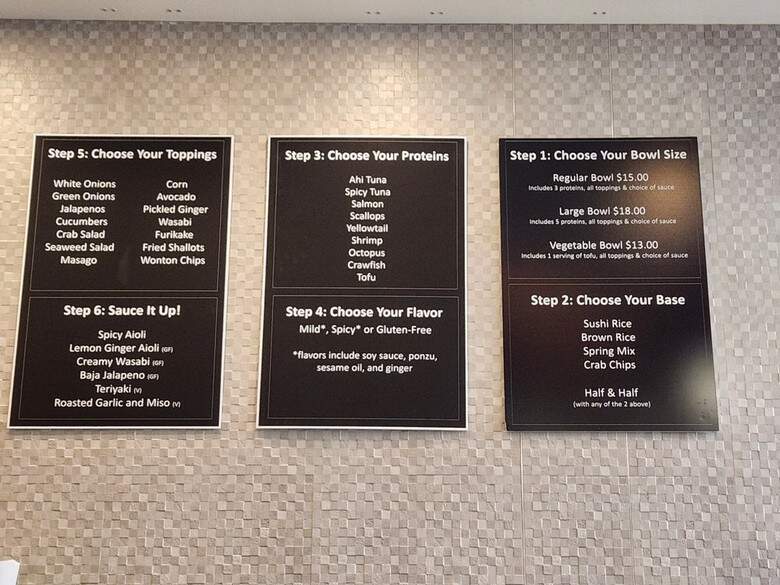 Step 5: Choose Your Toppings
White Onions
Green Onions
Jalapenos
Cucumbers
Crab Salad
Seaweed Salad
Masago
Corn
Avocado
Pickled Ginger
Wasabi
Furikake
Fried Shallots
Wonton Chips
Step 6: Sauce It Up!
Spicy Aioli
Lemon Ginger Aioli (GF)
Creamy Wasabi (GF)
Baja Jalapeno (GF)
Teriyaki (V)
Roasted Garlic and Miso (V)
Step 3: Choose Your Proteins
Ahi Tuna
Spicy Tuna
Salmon
Scallops
Yellowtail
Shrimp
Octopus
Crawfish
Tofu
Step 4: Choose Your Flavor
Mild*, Spicy* or Gluten-Free
*flavors include soy sauce, ponzu,
sesame oil, and ginger
Step 1: Choose Your Bowl Size
Regular Bowl $15.00
Includes 3 proteins, all toppings & choice of sauce
Large Bowl $18.00
Includes 5 proteins, all toppings & choice of sauce
Vegetable Bowl $13.00
Includes 1 serving of tofu, all toppings & choice of sauce
Step 2: Choose Your Base
Sushi Rice
Brown Rice
Spring Mix
Crab Chips
Half & Half
(with any of the 2 above)